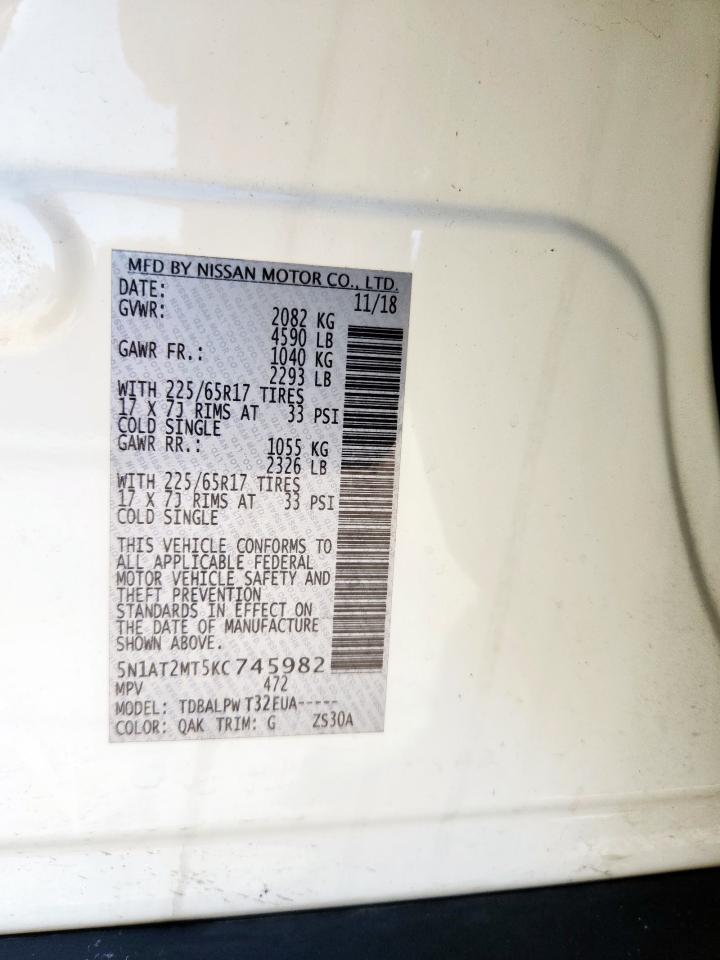 MFD BY NISSAN MOTOR CO., LTD.
DATE: 11/18
GVWR: 2082 KG
4590 LB
GAWR FR.: 1040 KG
2293 LB
WITH 225/65R17 TIRES
17 X 7J RIMS AT 33 PSI
COLD SINGLE
GAWR RR.: 1055 KG
2326 LB
WITH 225/65R17 TIRES
17 X 7J RIMS AT 33 PSI
COLD SINGLE
THIS VEHICLE CONFORMS TO
ALL APPLICABLE FEDERAL
MOTOR VEHICLE SAFETY AND
THEFT PREVENTION
STANDARDS IN EFFECT ON
THE DATE OF MANUFACTURE
SHOWN ABOVE.
5N1AT2MT5KC745982
MPV 472
MODEL: TDBALPW T32EUA-----
COLOR: QAK TRIM: G ZS30A